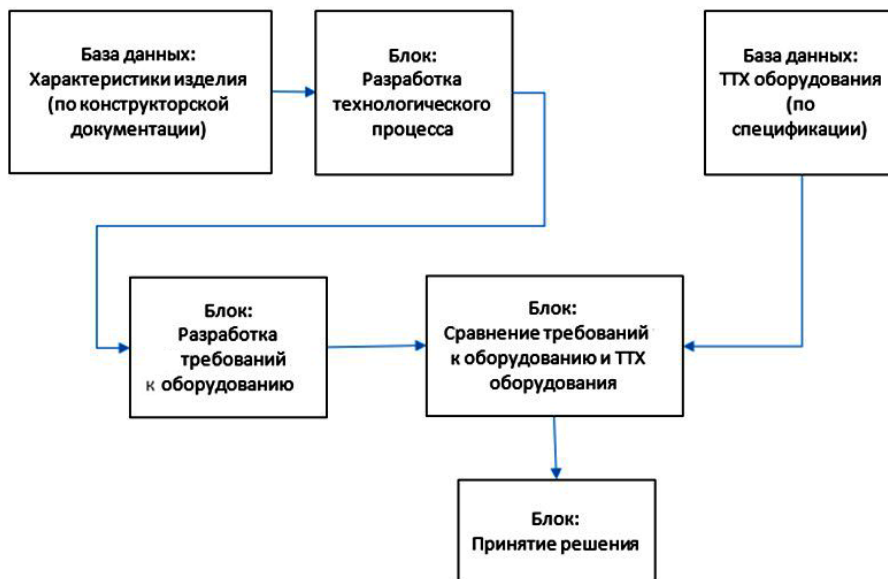 База данных:
Характеристики изделия
(по конструкторской
документации)
Блок:
Разработка
технологического
процесса
База данных:
ТТХ оборудования
(по
спецификации)
Блок:
Разработка
требований
к оборудованию
Блок:
Сравнение требований
к оборудованию и ТТХ
оборудования
Блок:
Принятие решения